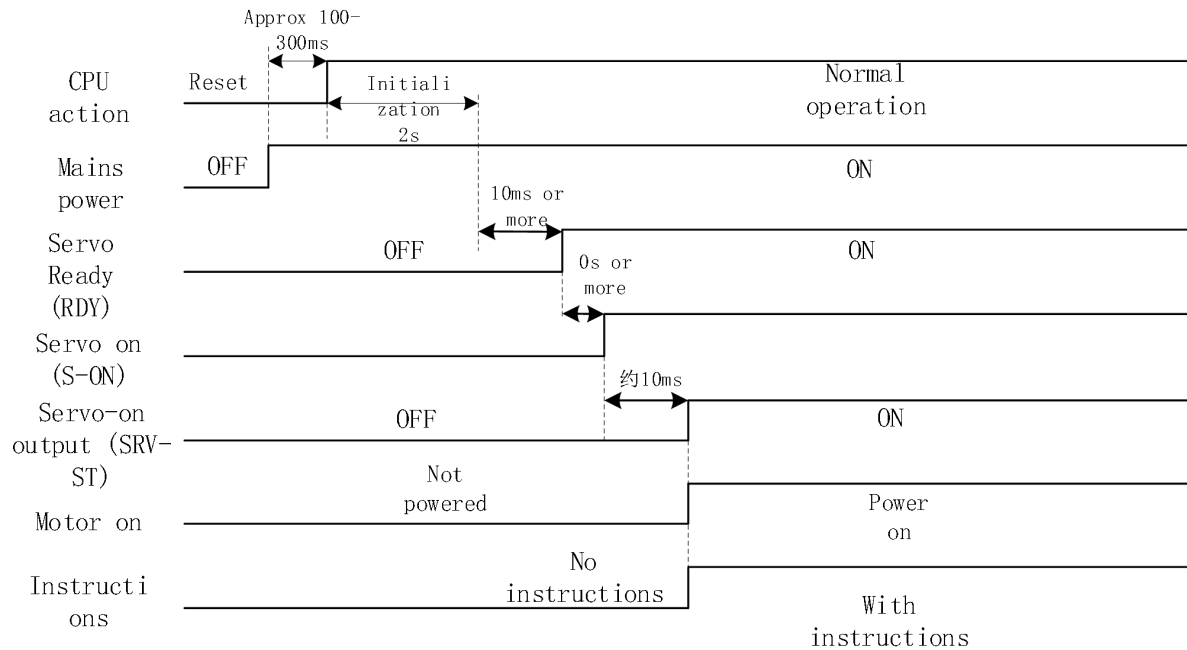 Approx 100-
300ms
CPU
action
Reset
Initiali
zation
2s
Normal
operation
Mains
power
OFF
ON
10ms or
more
Servo
Ready
(RDY)
OFF
ON
0s or
more
Servo on
(S-ON)
约10ms
Servo-on
output (SRV-
ST)
OFF
ON
Not
powered
Motor on
Power
on
No
instructions
Instructi
ons
With
instructions